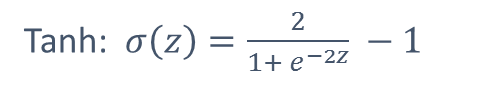 Tanh: σ(z) = 2 / (1 + e^(−2z)) − 1